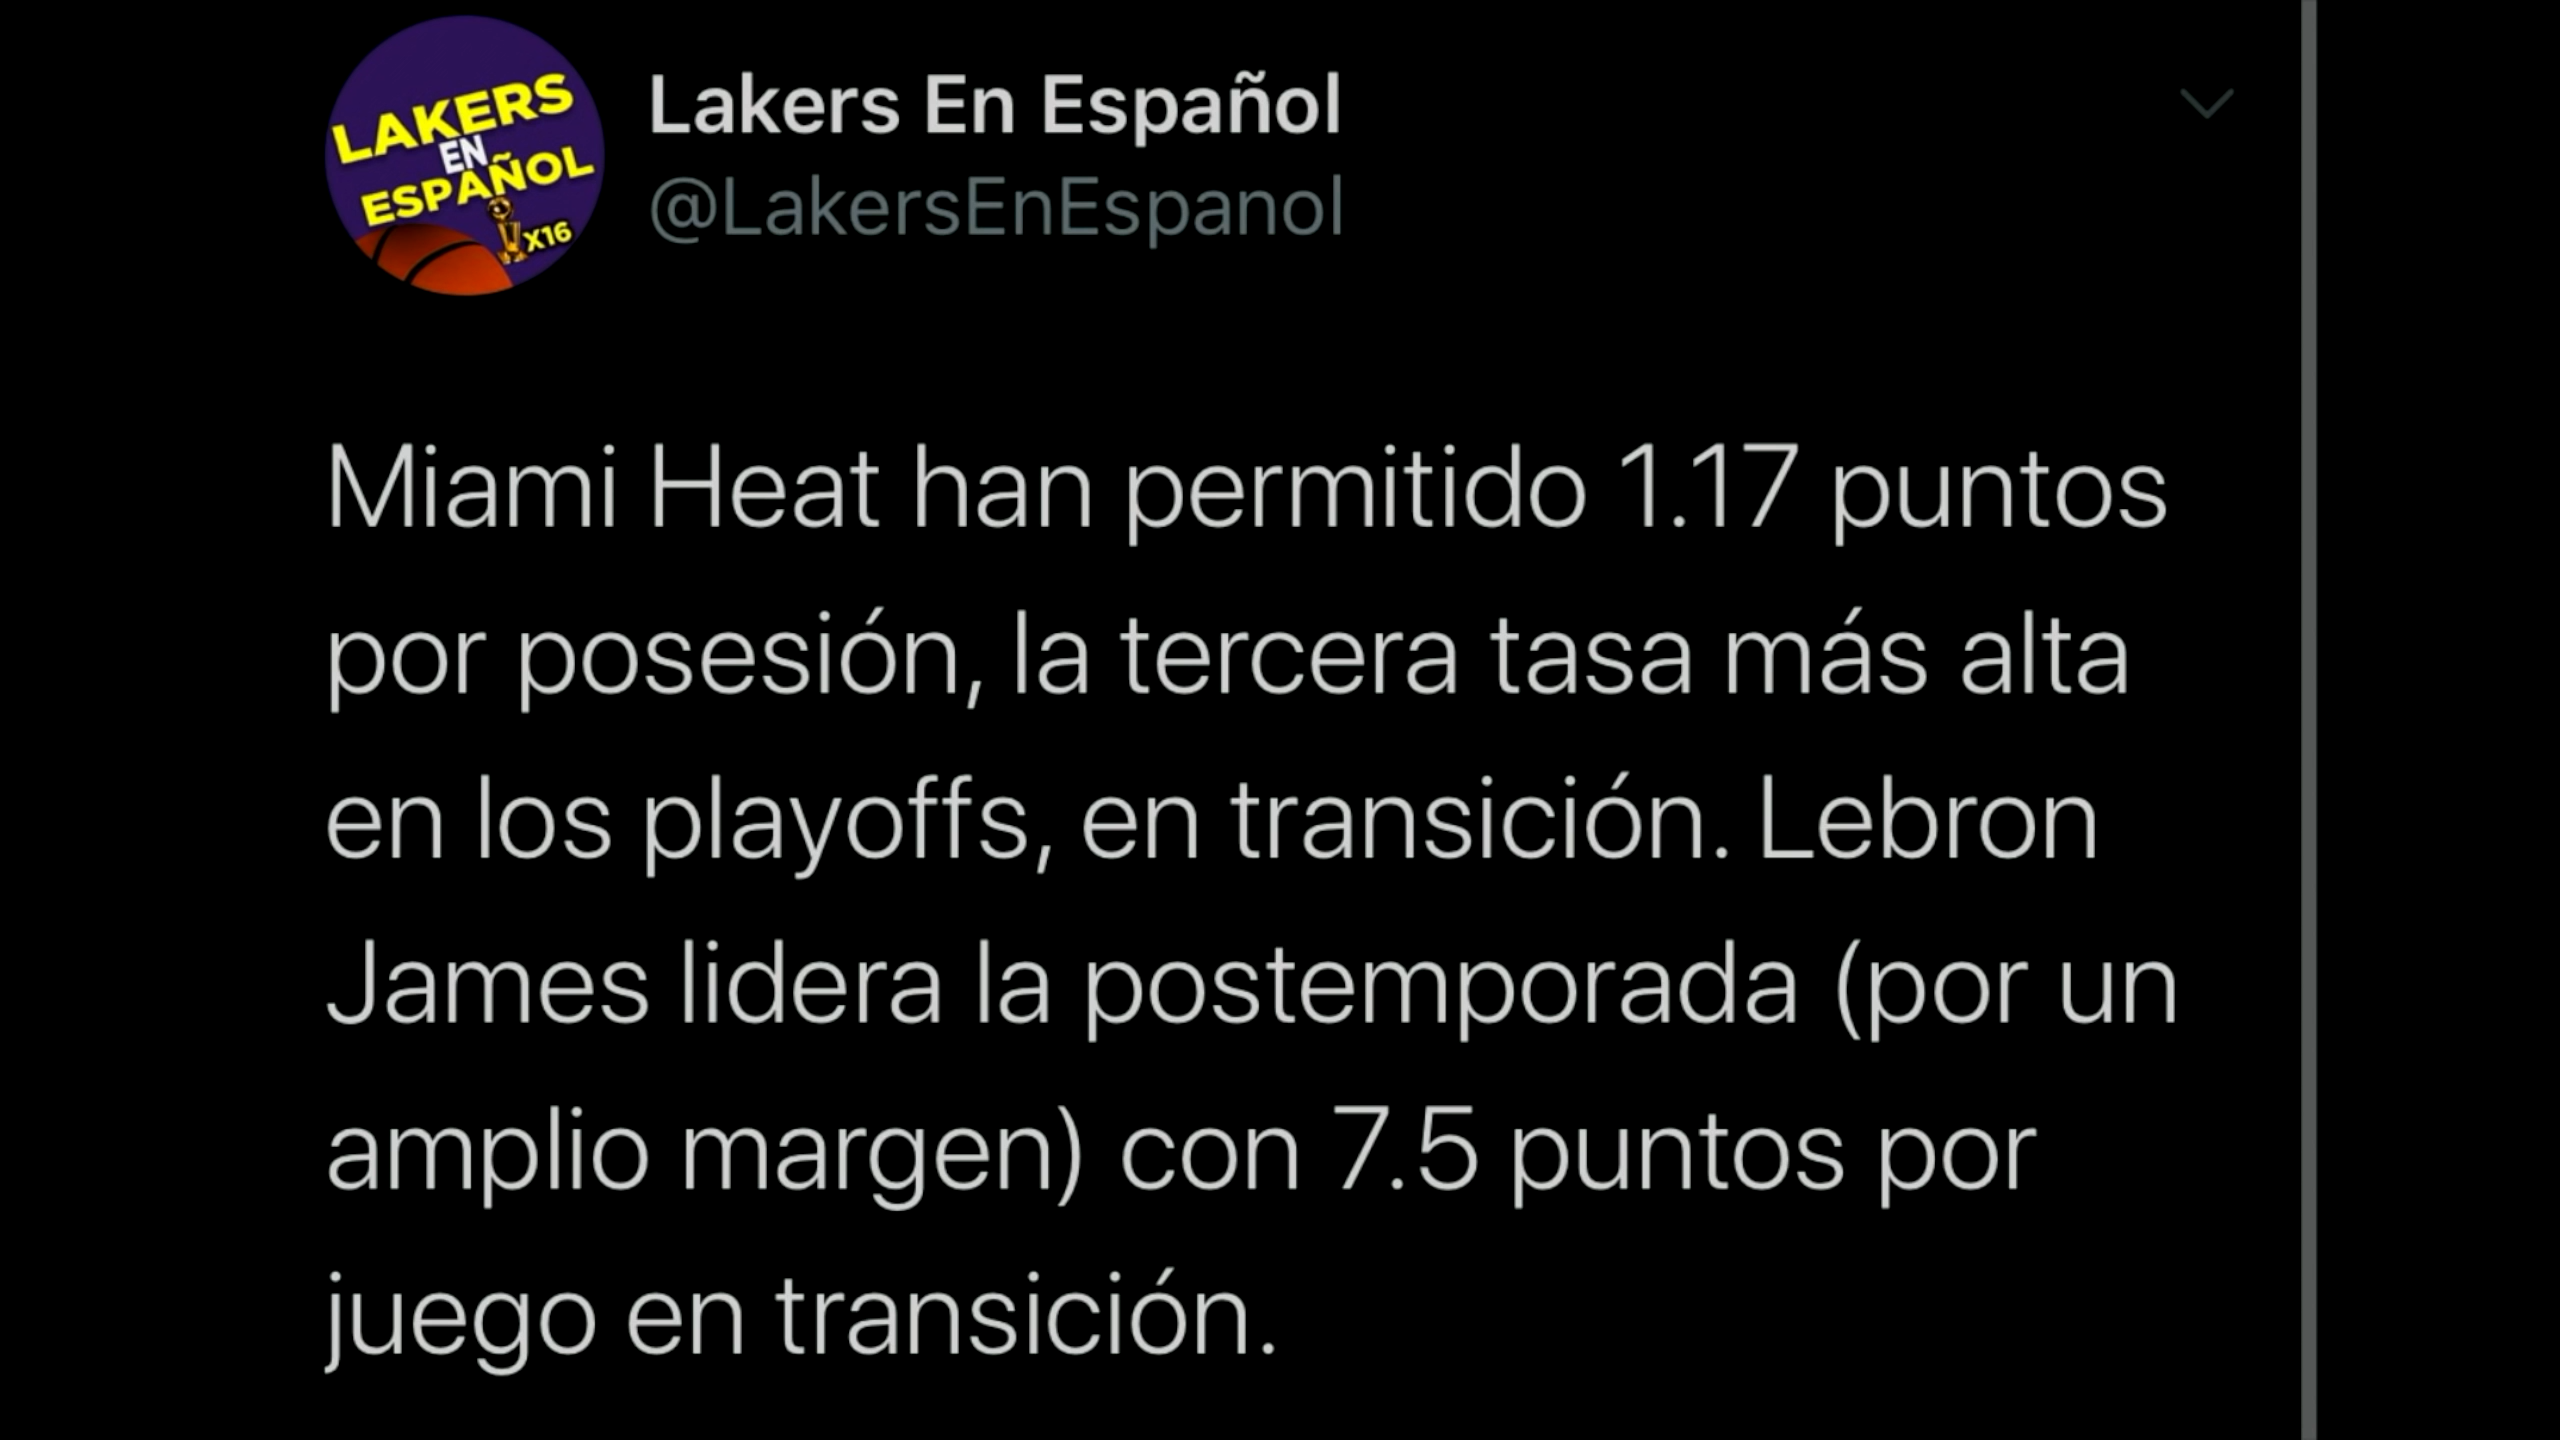 LAKERS
EN
ESPAÑOL
X16
Lakers En Español
@LakersEnEspanol
Miami Heat han permitido 1.17 puntos
por posesión, la tercera tasa más alta
en los playoffs, en transición. Lebron
James lidera la postemporada (por un
amplio margen) con 7.5 puntos por
juego en transición.